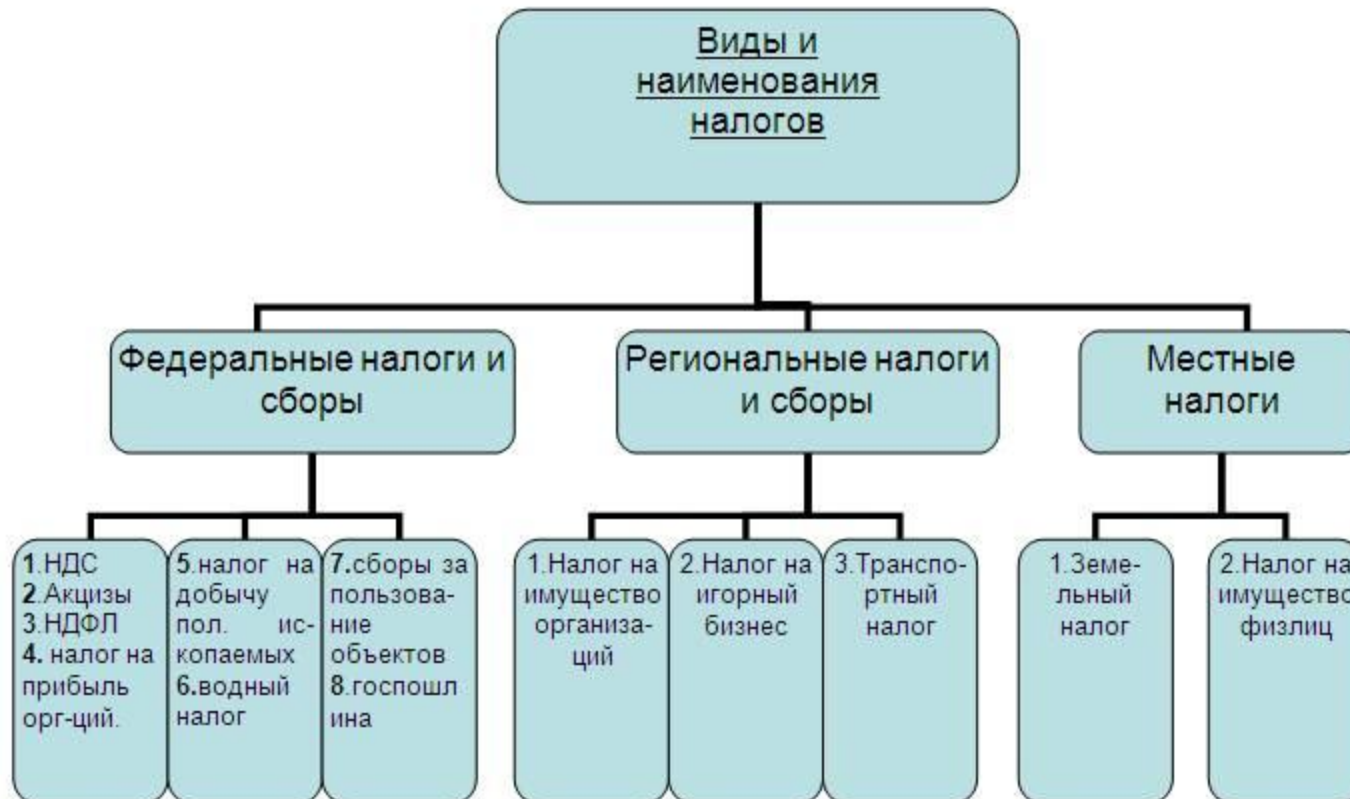 Виды и
наименования
налогов
Федеральные налоги и
сборы
Региональные налоги
и сборы
Местные
налоги
1.НДС
2.Акцизы
3.НДФЛ
4. налог на
прибыль
орг-ций.
5.налог на
добычу
пол. ис-
копаемых
6.водный
налог
7.сборы за
пользова-
ние
объектов
8.госпошл
ина
1.Налог на
имущество
организа-
ций
2.Налог на
игорный
бизнес
3.Транспо-
ртный
налог
1.Земе-
льный
налог
2.Налог на
имущество
физлиц